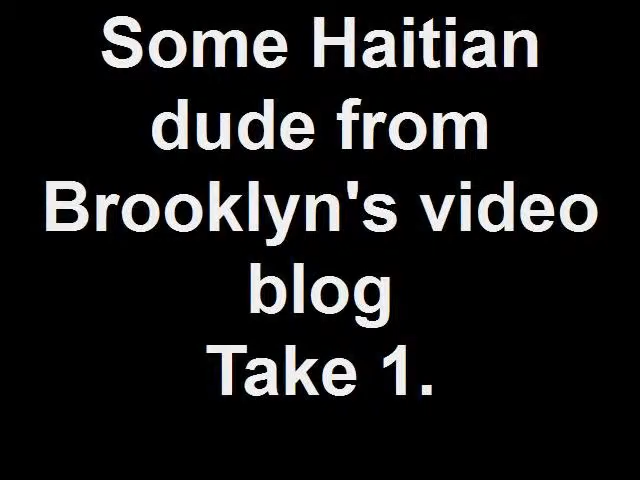 Some Haitian
dude from
Brooklyn's video
blog
Take 1.